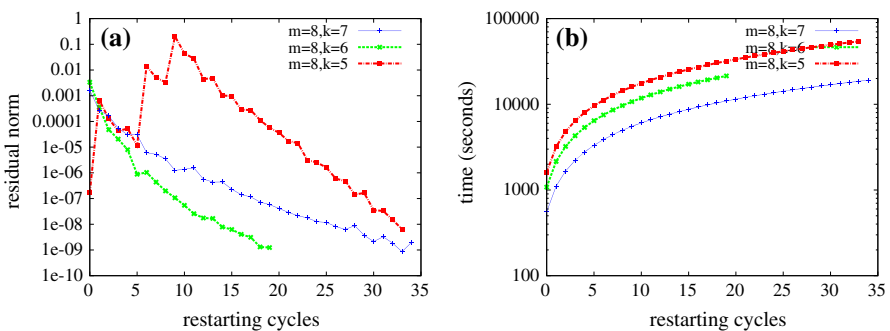 (a)
m=8,k=7
m=8,k=6
m=8,k=5
1
0.1
0.01
0.001
0.0001
1e-05
1e-06
1e-07
1e-08
1e-09
1e-10
residual norm
0 5 10 15 20 25 30 35
restarting cycles
(b)
m=8,k=7
m=8,k=6
m=8,k=5
100000
10000
1000
100
time (seconds)
0 5 10 15 20 25 30 35
restarting cycles